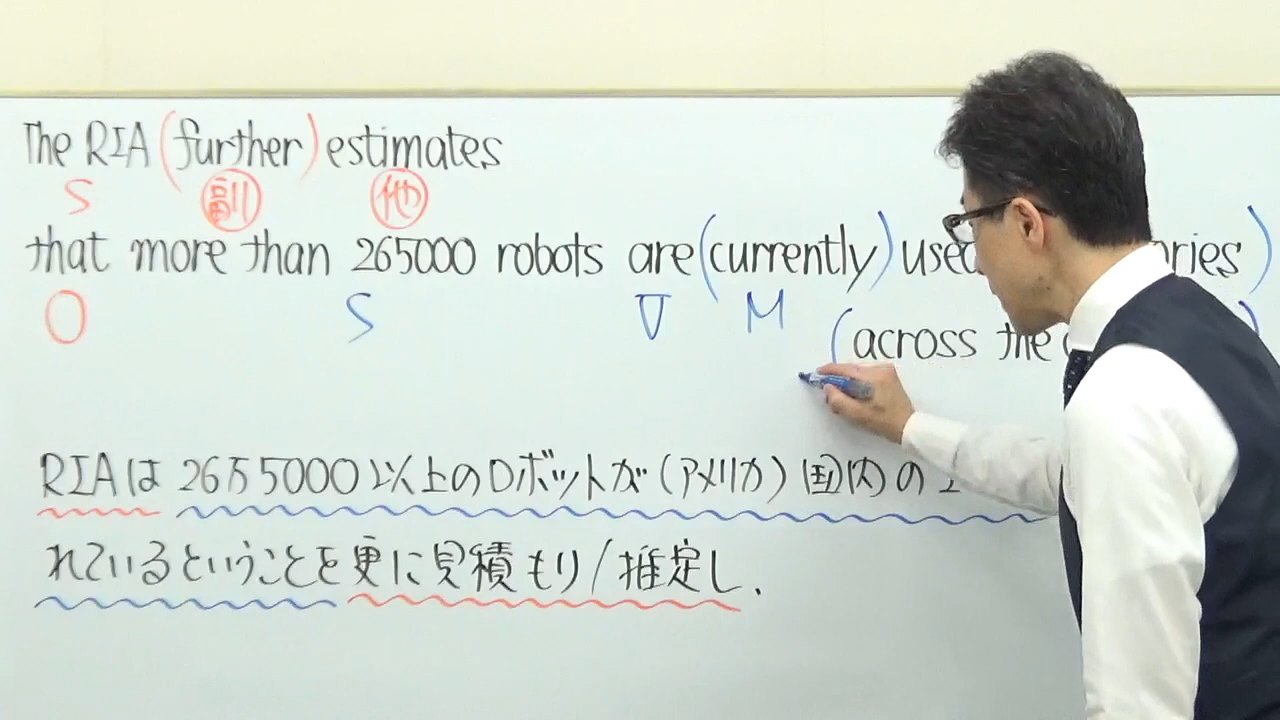 The RIA (further) estimates
S 副 他
that more than 265000 robots are (currently) used
O S V M
(across the
RIAは 26万5000以上のロボットが(アメリカ)国内の
れているということを更に見積もり/推定し.